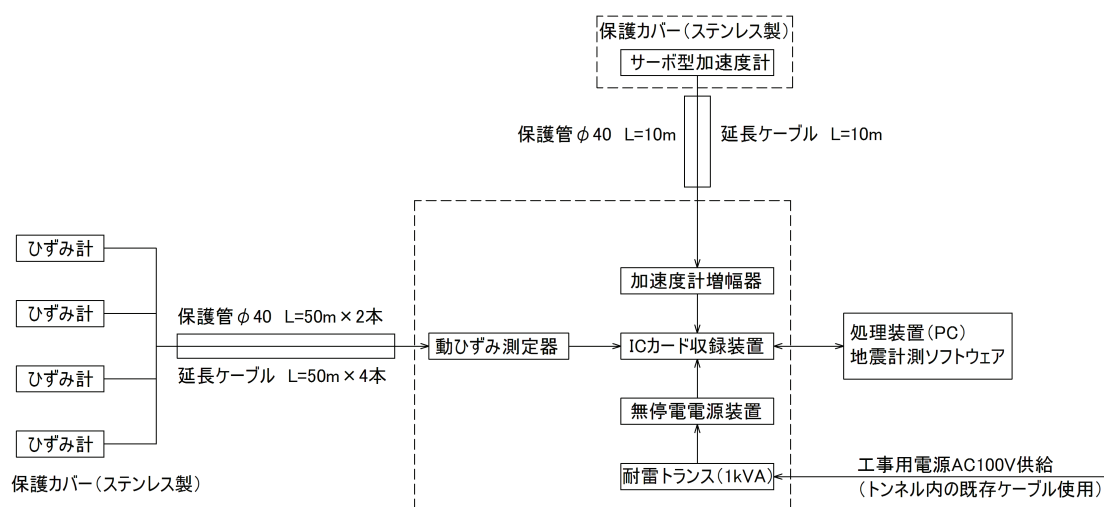 保護カバー(ステンレス製)
サーボ型加速度計
保護管φ40 L=10m
延長ケーブル L=10m
ひずみ計
ひずみ計
ひずみ計
ひずみ計
保護カバー(ステンレス製)
保護管φ40 L=50m×2本
延長ケーブル L=50m×4本
動ひずみ測定器
加速度計増幅器
ICカード収録装置
無停電電源装置
耐雷トランス(1kVA)
処理装置(PC)
地震計測ソフトウェア
工事用電源AC100V供給
(トンネル内の既存ケーブル使用)